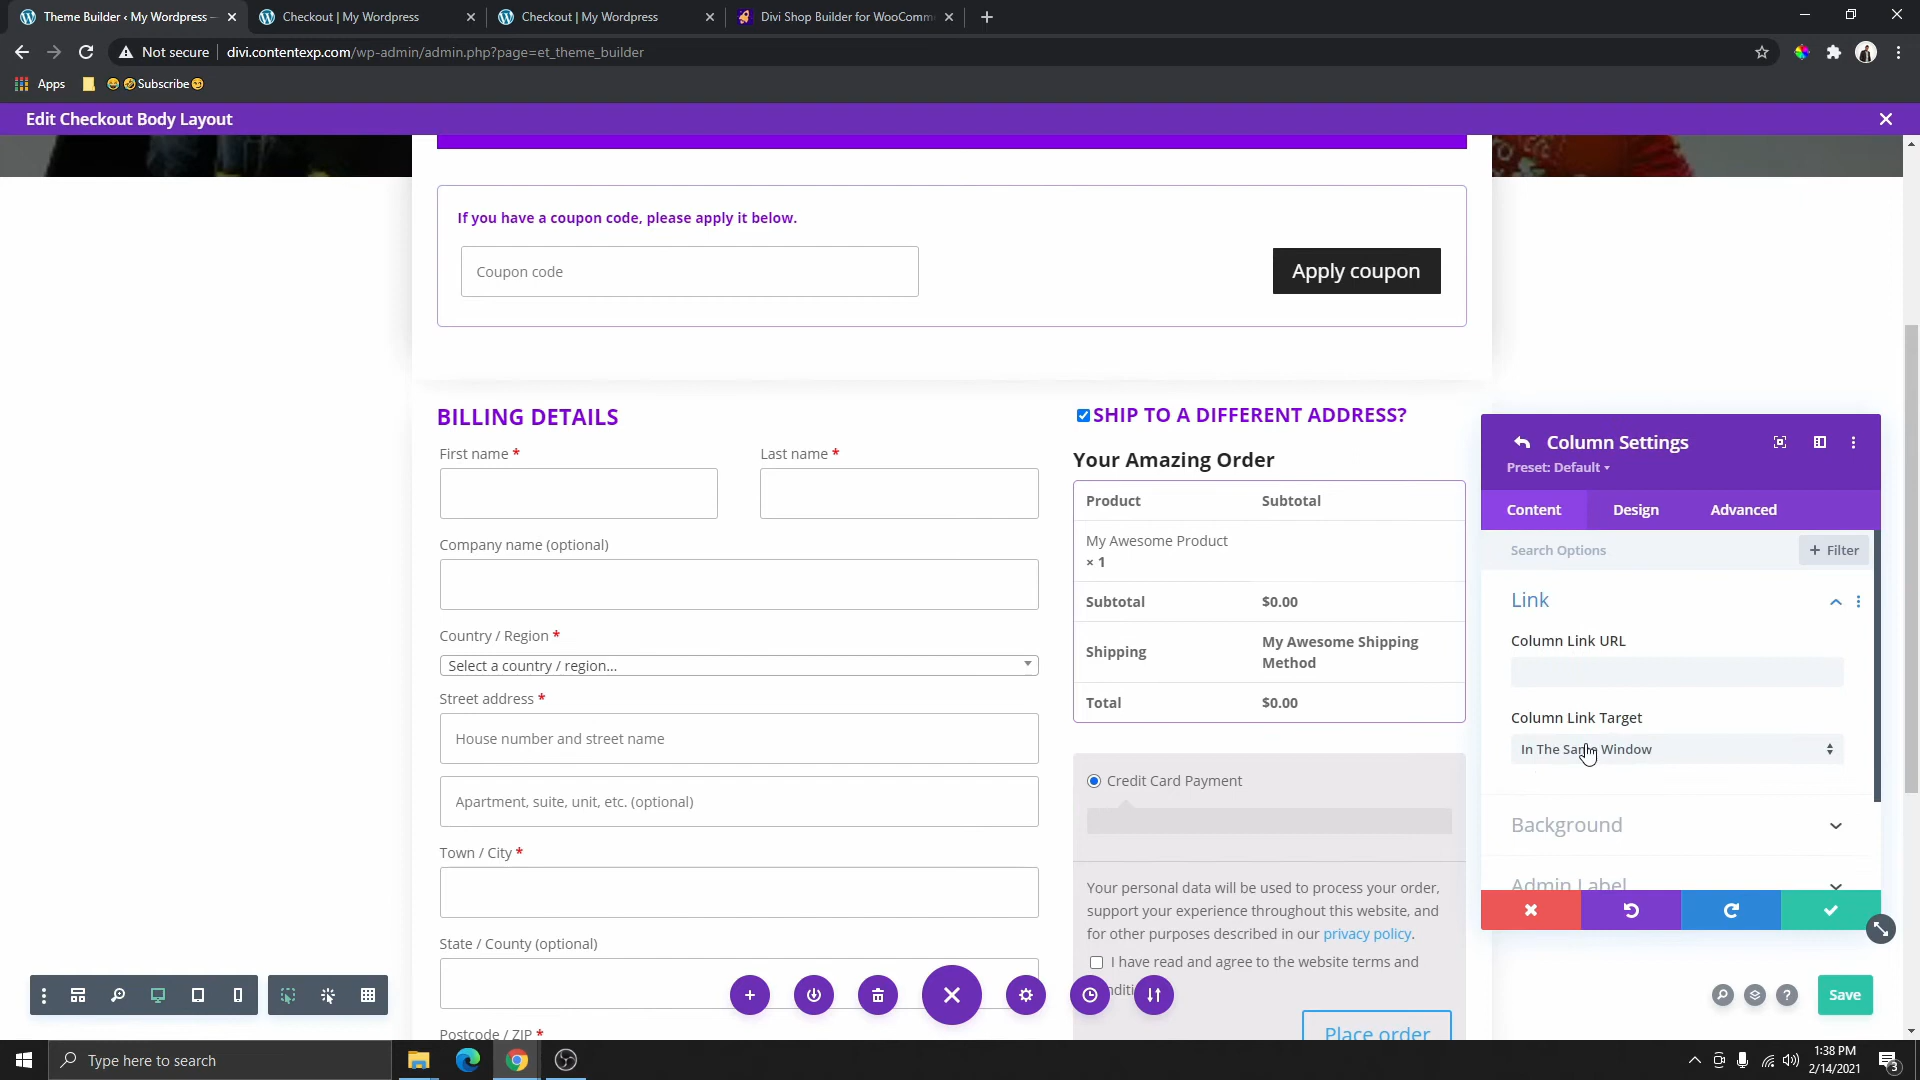 Theme Builder ‹ My Wordpress –
Checkout | My Wordpress
Checkout | My Wordpress
Divi Shop Builder for WooComm
Not secure
divi.contentexp.com/wp-admin/admin.php?page=et_theme_builder
Apps
😂🤣Subscribe😏
Edit Checkout Body Layout
If you have a coupon code, please apply it below.
Coupon code
Apply coupon
BILLING DETAILS
First name *
Last name *
Company name (optional)
Country / Region *
Select a country / region...
Street address *
House number and street name
Apartment, suite, unit, etc. (optional)
Town / City *
State / County (optional)
Postcode / ZIP *
SHIP TO A DIFFERENT ADDRESS?
Your Amazing Order
Product Subtotal
My Awesome Product
× 1
Subtotal $0.00
Shipping
My Awesome Shipping
Method
Total $0.00
Credit Card Payment
Your personal data will be used to process your order,
support your experience throughout this website, and
for other purposes described in our privacy policy.
I have read and agree to the website terms and
Place order
Column Settings
Preset: Default
Content Design Advanced
Search Options
+ Filter
Link
Column Link URL
Column Link Target
In The Same Window
Background
Admin Label
Save
Type here to search
1:38 PM
2/14/2021
3